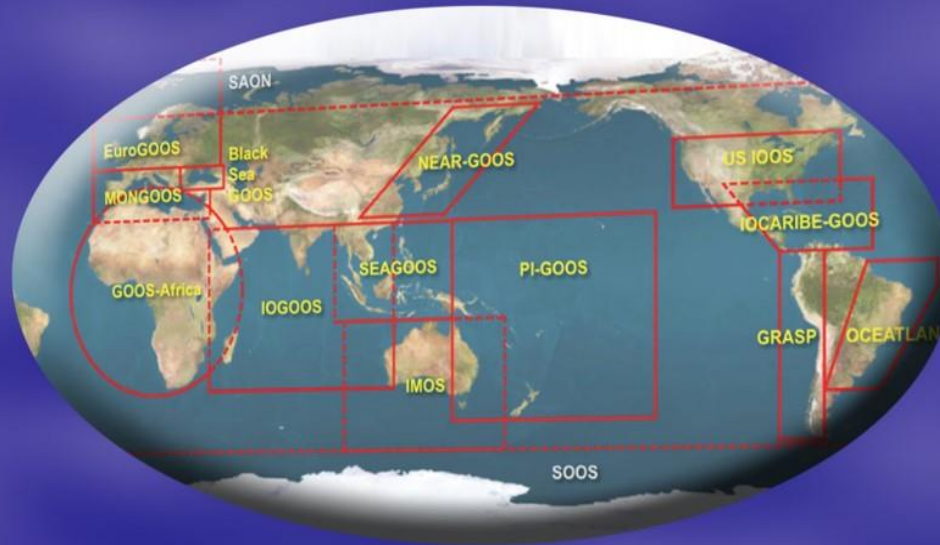 SAON
EuroGOOS
Black
Sea
GOOS
NEAR-GOOS
US IOOS
MONGOOS
IOCARIBE-GOOS
GOOS-Africa
IOGOOS
SEAGOOS
PI-GOOS
GRASP
OCEATLAN
IMOS
SOOS